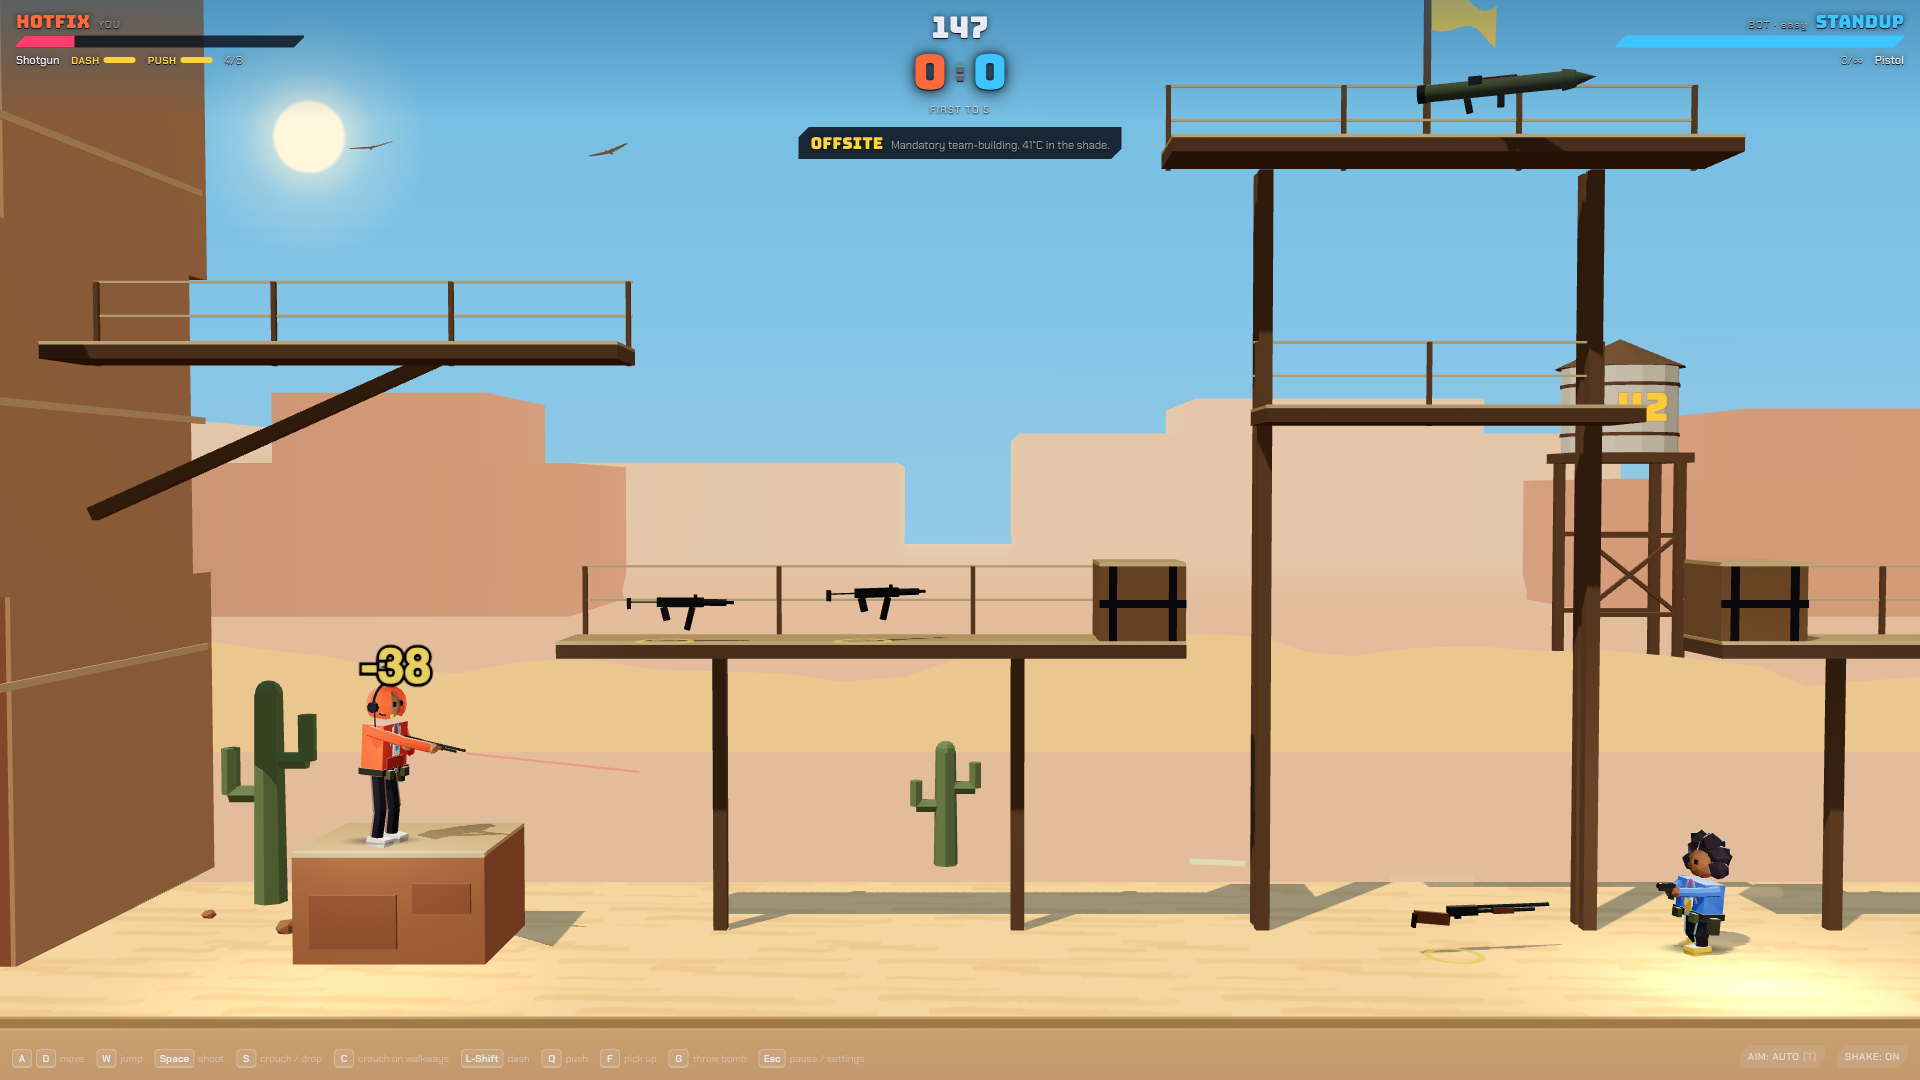 HOTFIX YOU
Shotgun DASH PUSH 4/8
147
0 : 0
FIRST TO 5
OFFSITE Mandatory team-building. 41°C in the shade.
BOT - easy STANDUP
3/∞ Pistol
-38
A D move W jump Space shoot S crouch / drop C crouch on walkways L-Shift dash Q push F pick up G throw bomb Esc pause / settings
AIM: AUTO [T] SHAKE: ON